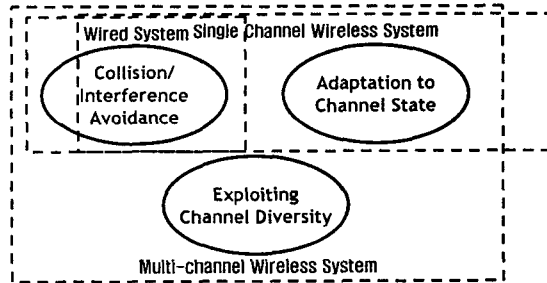 Wired System Single Channel Wireless System
Collision/
Interference
Avoidance
Adaptation to
Channel State
Exploiting
Channel Diversity
Multi-channel Wireless System